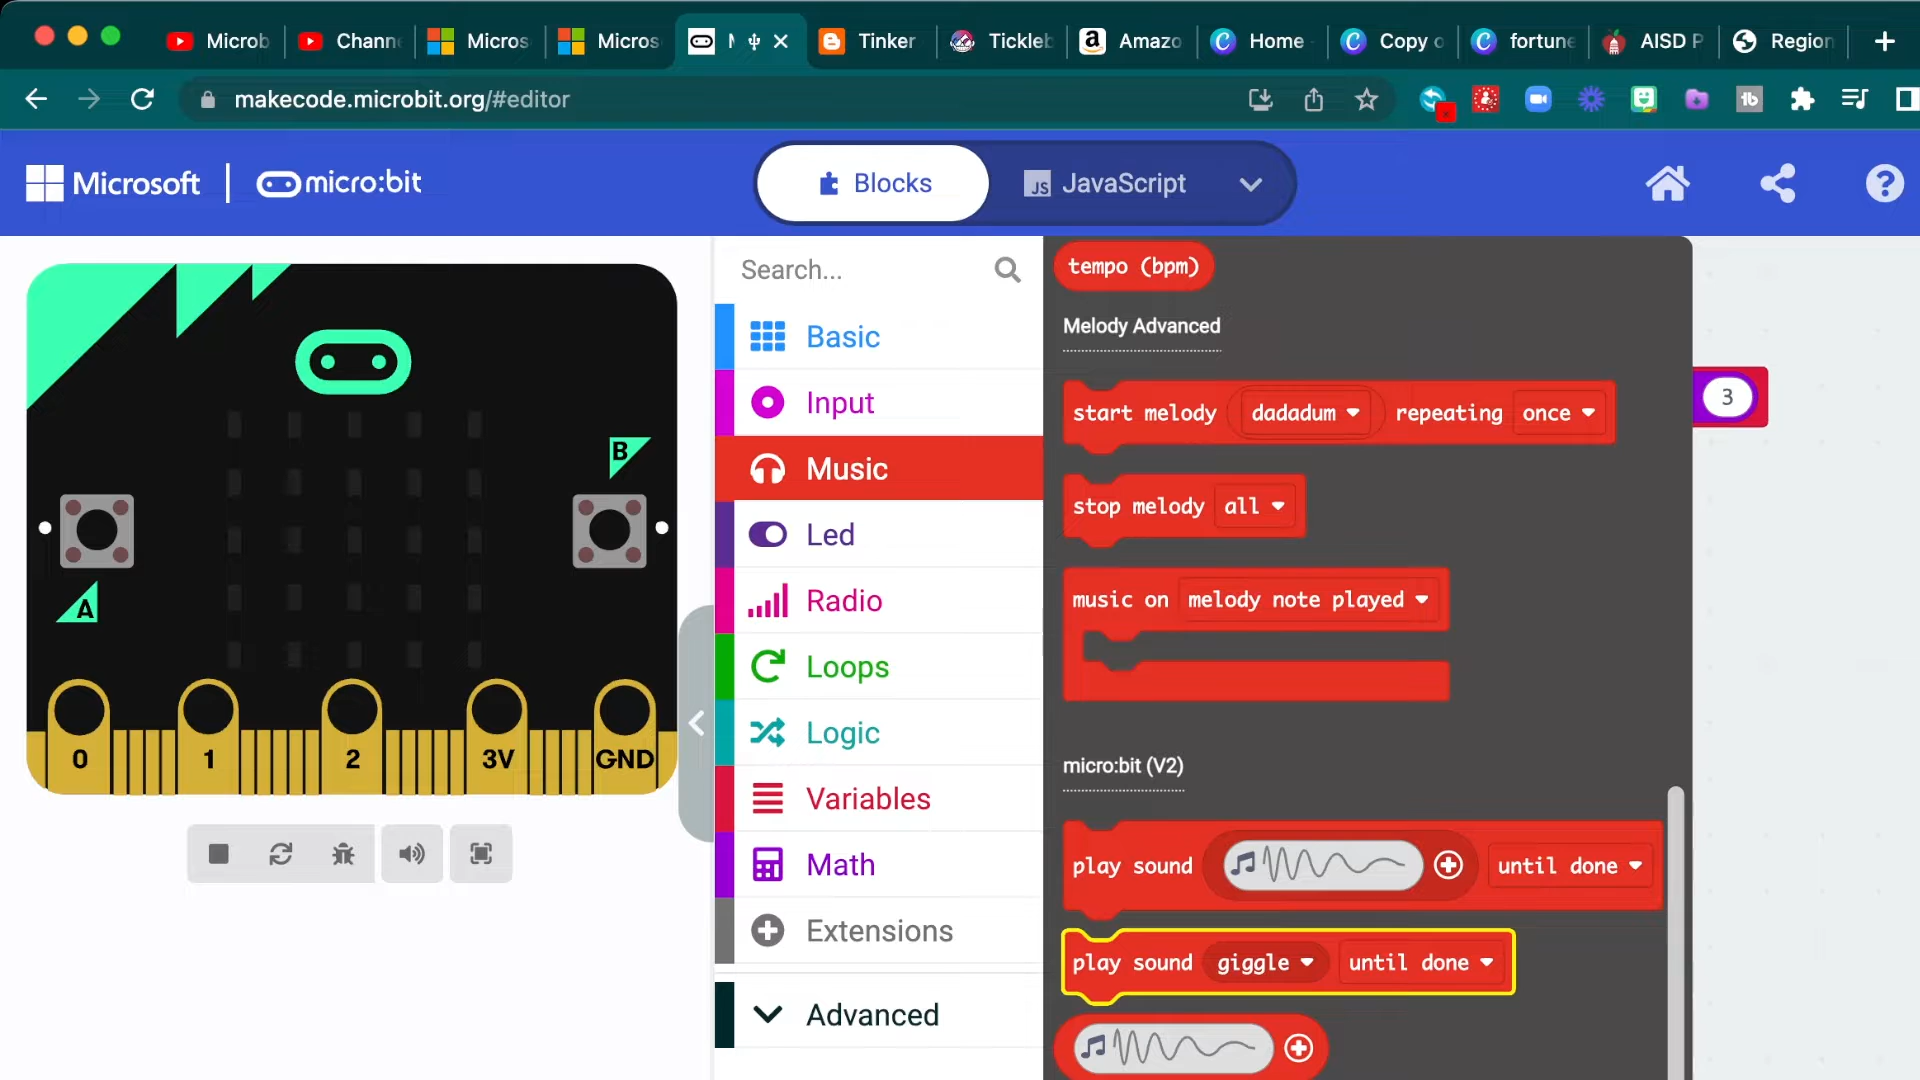 Microb
Chann
Micros
Micros
Tinker
Tickleb
Amazo
Home
Copy o
fortune
AISD P
Region
makecode.microbit.org/#editor
Microsoft | micro:bit
Blocks
JS JavaScript
Search...
Basic
Input
Music
Led
Radio
Loops
Logic
Variables
Math
Extensions
Advanced
B
A
0 1 2 3V GND
tempo (bpm)
Melody Advanced
start melody dadadum repeating once
stop melody all
music on melody note played
micro:bit (V2)
play sound until done
play sound giggle until done
3